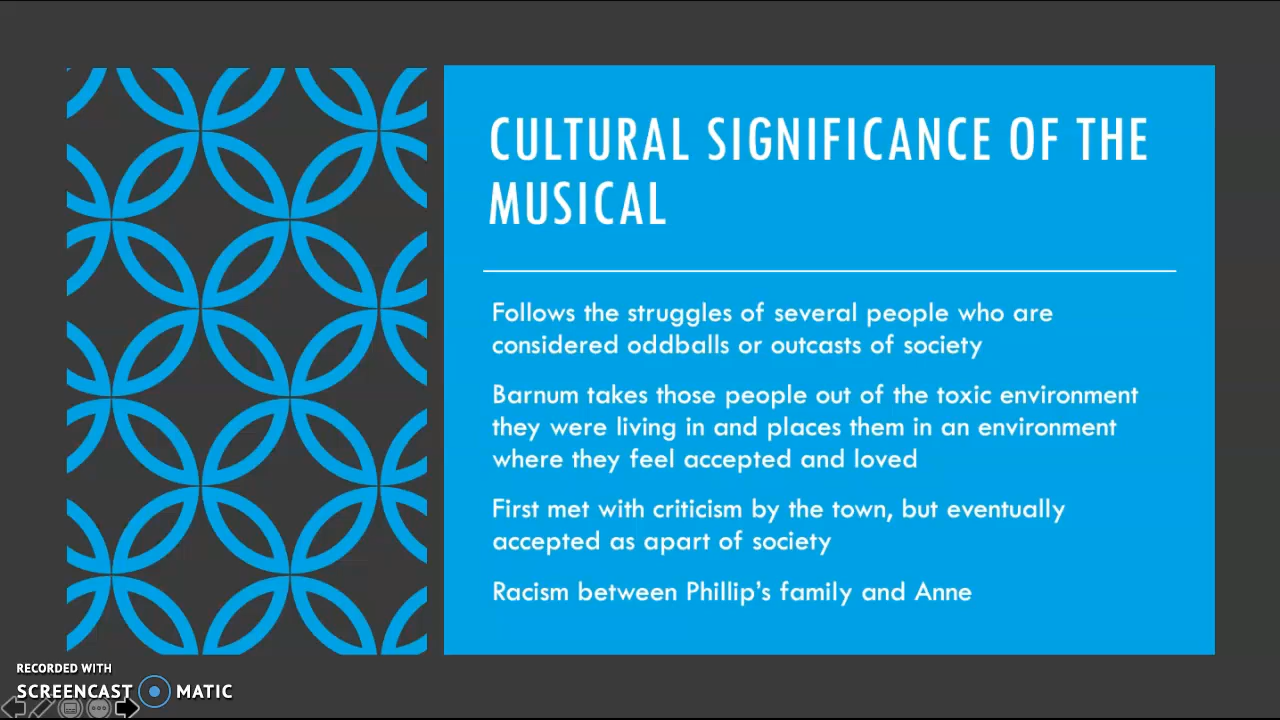 CULTURAL SIGNIFICANCE OF THE
MUSICAL
Follows the struggles of several people who are
considered oddballs or outcasts of society
Barnum takes those people out of the toxic environment
they were living in and places them in an environment
where they feel accepted and loved
First met with criticism by the town, but eventually
accepted as apart of society
Racism between Phillip’s family and Anne
RECORDED WITH
SCREENCAST MATIC